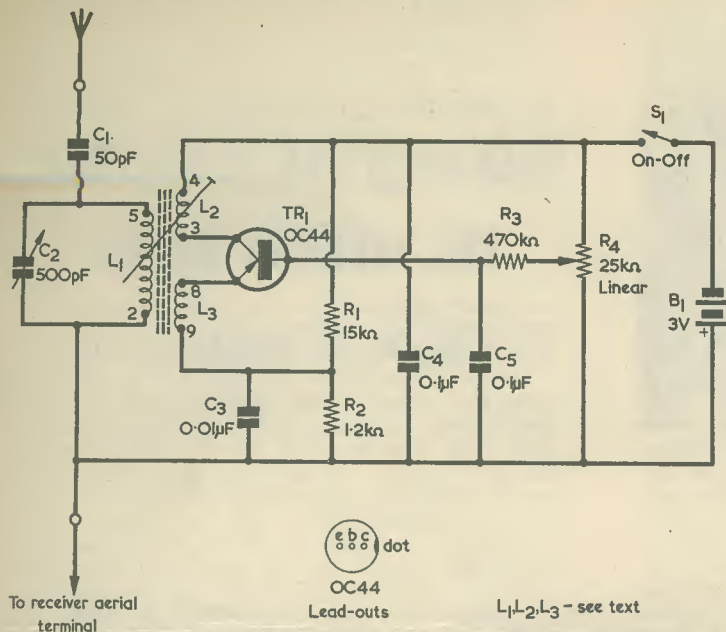 C1.
50pF
C2
500pF
5
L1
2
4
L2
3
8
L3
9
TR1
OC44
R1
15kΩ
R2
1·2kΩ
C3
0·01µF
C4
0·1µF
C5
0·1µF
R3
470kΩ
R4
25kΩ
Linear
S1
On-Off
B1
3V
+
To receiver aerial
terminal
e b c
dot
OC44
Lead-outs
L1,L2,L3 – see text